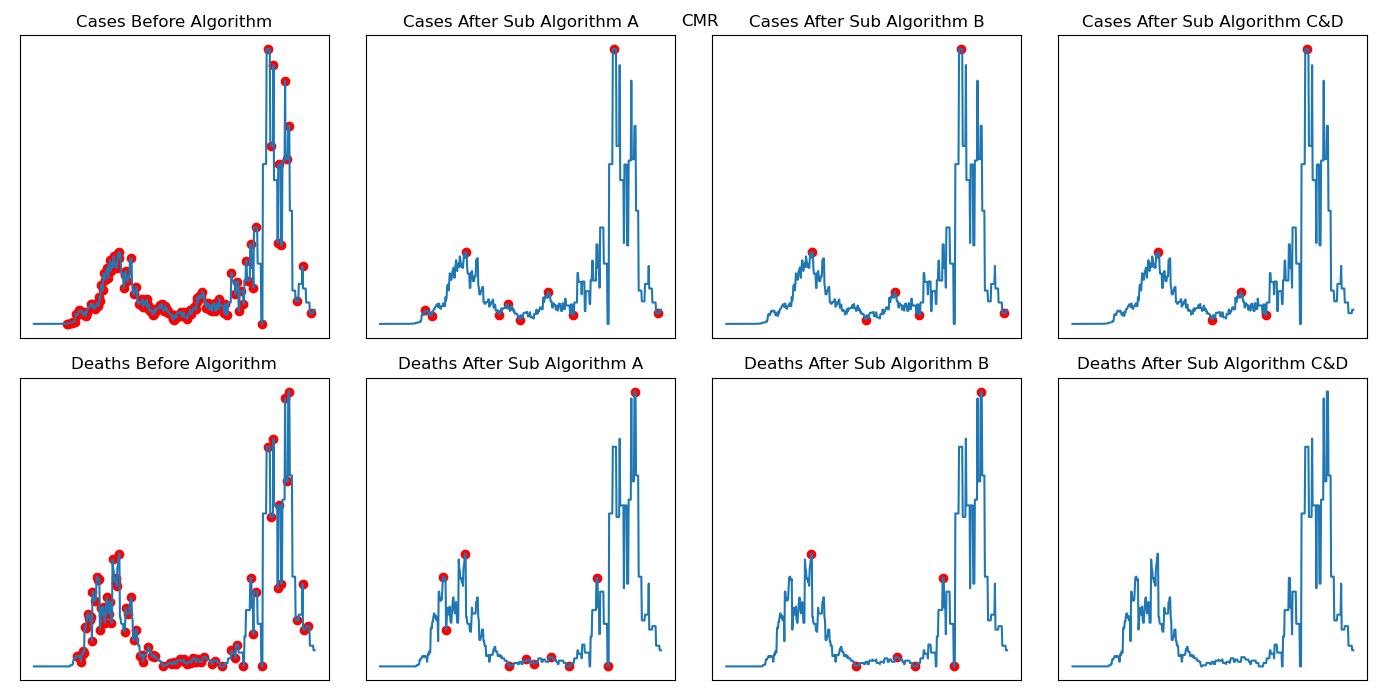 CMR
Cases Before Algorithm
Cases After Sub Algorithm A
Cases After Sub Algorithm B
Cases After Sub Algorithm C&D
Deaths Before Algorithm
Deaths After Sub Algorithm A
Deaths After Sub Algorithm B
Deaths After Sub Algorithm C&D